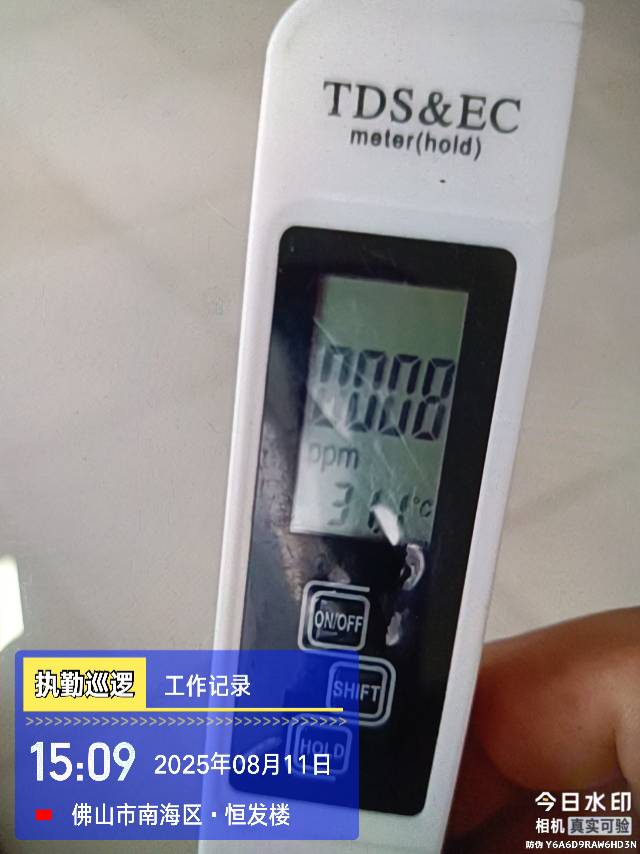 TDS&EC
meter(hold)
0008
ppm
°C
ON/OFF
SHIFT
HOLD
执勤巡逻 工作记录
15:09 2025年08月11日
佛山市南海区·恒发楼
今日水印
相机 真实可验
防伪 Y6A6D9RAW6HD3N